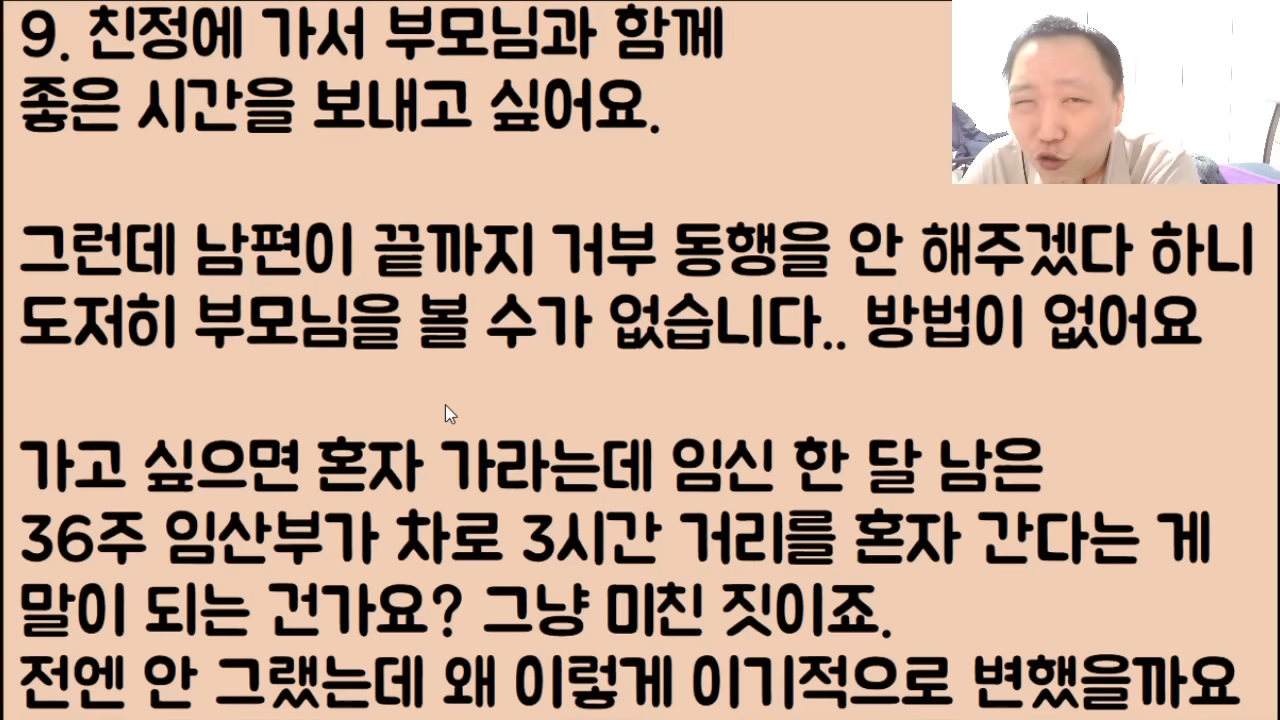 9. 친정에 가서 부모님과 함께
좋은 시간을 보내고 싶어요.
그런데 남편이 끝까지 거부 동행을 안 해주겠다 하니
도저히 부모님을 볼 수가 없습니다.. 방법이 없어요
가고 싶으면 혼자 가라는데 임신 한 달 남은
36주 임산부가 차로 3시간 거리를 혼자 간다는 게
말이 되는 건가요? 그냥 미친 짓이죠.
전엔 안 그랬는데 왜 이렇게 이기적으로 변했을까요